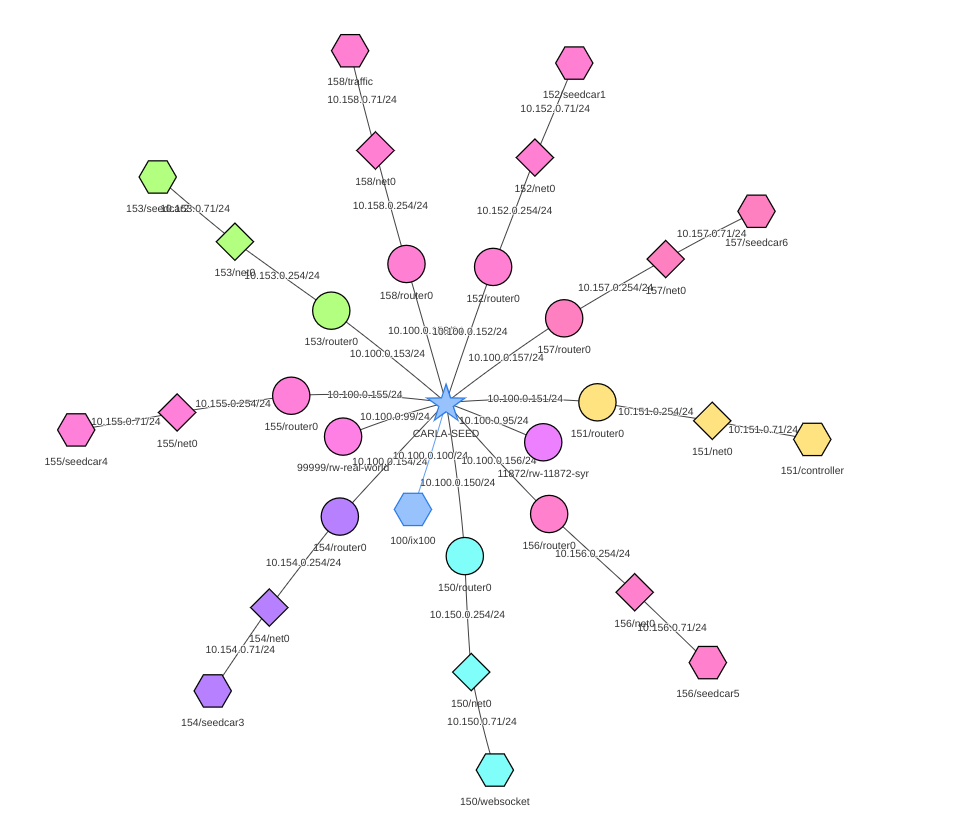 158/traffic
10.158.0.71/24
152/seedcar1
10.152.0.71/24
158/net0
152/net0
153/seedcar2
10.153.0.71/24
10.158.0.254/24
10.152.0.254/24
10.157.0.71/24
157/seedcar6
153/net0
10.153.0.254/24
10.157.0.254/24
157/net0
158/router0
152/router0
10.100.0.152/24
153/router0
10.100.0.153/24
157/router0
10.100.0.157/24
10.100.0.155/24
10.100.0.151/24
10.155.0.254/24
10.151.0.254/24
10.155.0.71/24
10.100.0.99/24
10.100.0.95/24
10.151.0.71/24
155/router0
CARLA-SEED
151/router0
155/net0
151/net0
155/seedcar4
99999/rw-real-world
10.100.0.154/24
10.100.0.100/24
10.100.0.156/24
11872/rw-11872-syr
151/controller
10.100.0.150/24
100/ix100
154/router0
156/router0
10.154.0.254/24
10.156.0.254/24
150/router0
10.150.0.254/24
154/net0
156/net0
10.156.0.71/24
10.154.0.71/24
156/seedcar5
150/net0
154/seedcar3
10.150.0.71/24
150/websocket